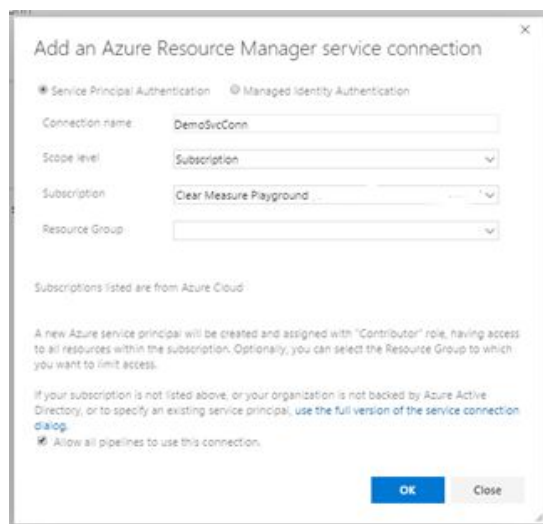 Add an Azure Resource Manager service connection
Service Principal Authentication Managed Identity Authentication
Connection name DemoSvcConn
Scope level Subscription
Subscription Clear Measure Playground
Resource Group
Subscriptions listed are from Azure Cloud
A new Azure service principal will be created and assigned with "Contributor" role, having access
to all resources within the subscription. Optionally, you can select the Resource Group to which
you want to limit access.
If your subscription is not listed above, or your organization is not backed by Azure Active
Directory, or to specify an existing service principal, use the full version of the service connection
dialog.
Allow all pipelines to use this connection.
OK Close